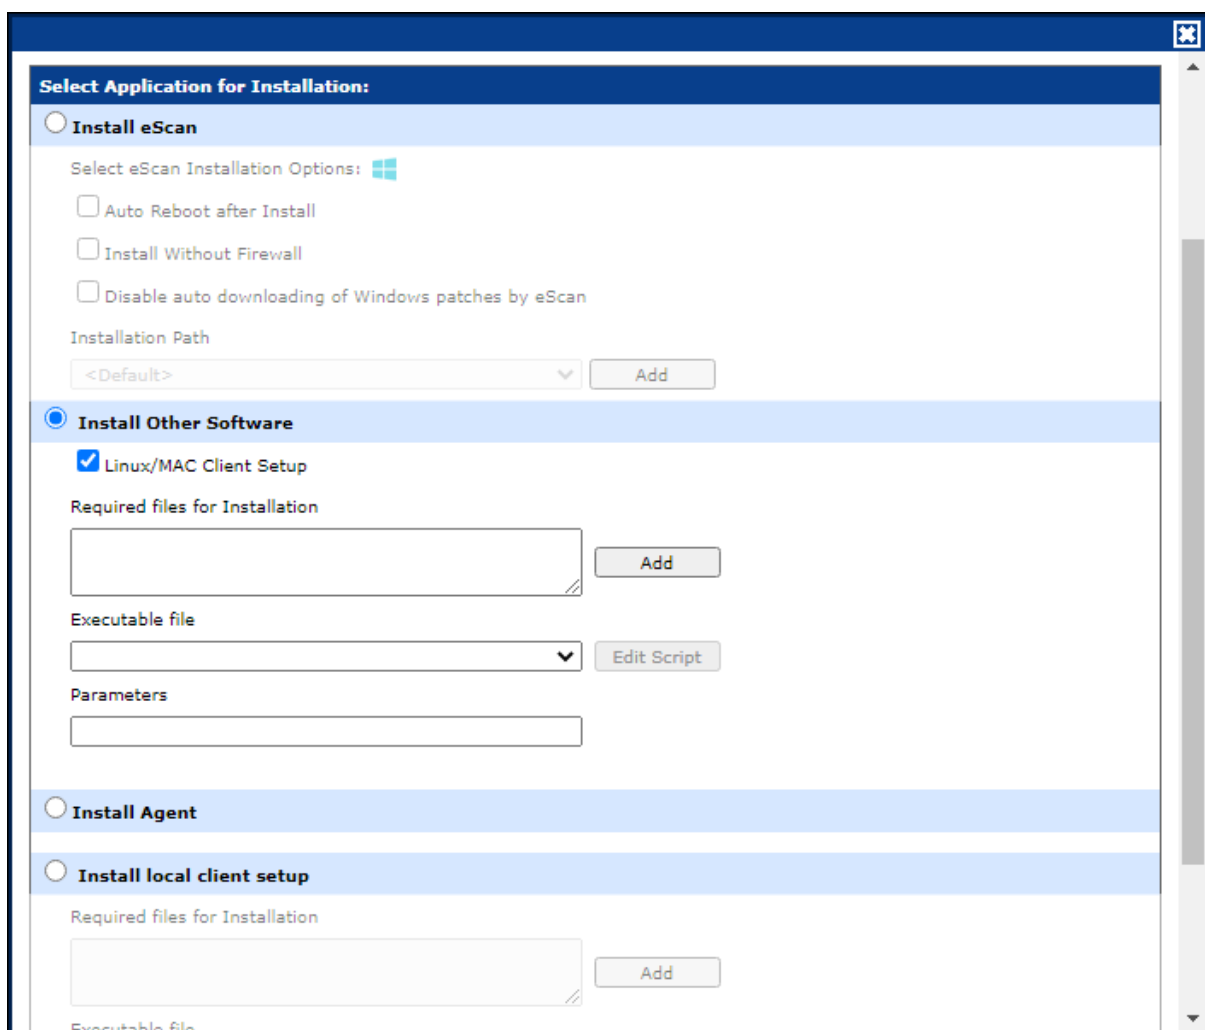 Select Application for Installation:
Install eScan
Select eScan Installation Options:
Auto Reboot after Install
Install Without Firewall
Disable auto downloading of Windows patches by eScan
Installation Path
<Default> Add
Install Other Software
Linux/MAC Client Setup
Required files for Installation
Add
Executable file
Edit Script
Parameters
Install Agent
Install local client setup
Required files for Installation
Add
Executable file